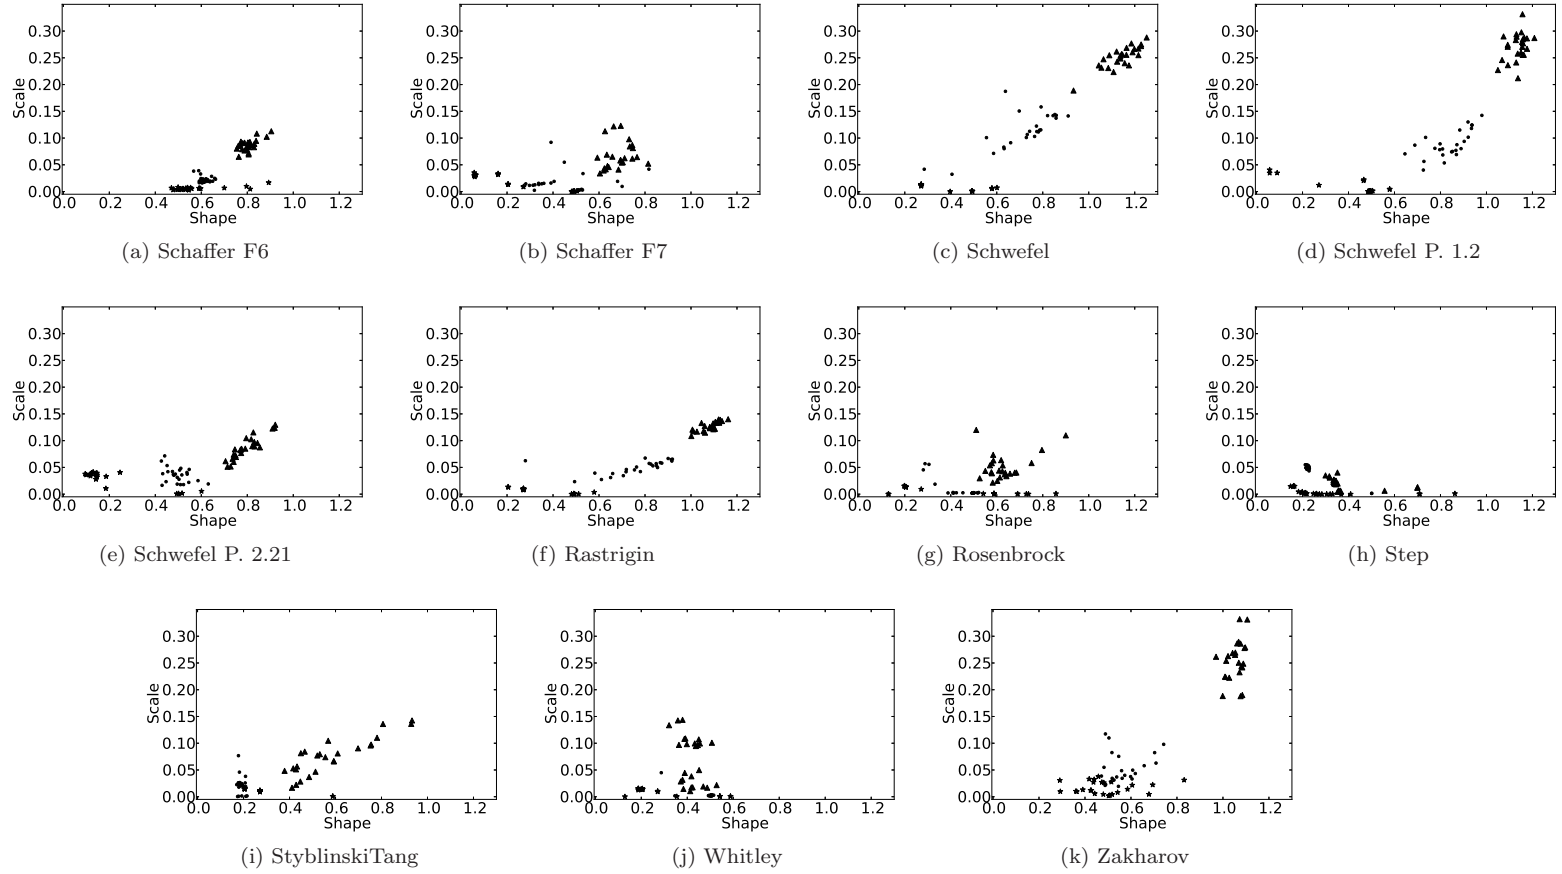 0.30 0.25 0.20 0.15 0.10 0.05 0.00
Scale
0.0 0.2 0.4 0.6 0.8 1.0 1.2
Shape
(a) Schaffer F6
0.30 0.25 0.20 0.15 0.10 0.05 0.00
Scale
0.0 0.2 0.4 0.6 0.8 1.0 1.2
Shape
(b) Schaffer F7
0.30 0.25 0.20 0.15 0.10 0.05 0.00
Scale
0.0 0.2 0.4 0.6 0.8 1.0 1.2
Shape
(c) Schwefel
0.30 0.25 0.20 0.15 0.10 0.05 0.00
Scale
0.0 0.2 0.4 0.6 0.8 1.0 1.2
Shape
(d) Schwefel P. 1.2
0.30 0.25 0.20 0.15 0.10 0.05 0.00
Scale
0.0 0.2 0.4 0.6 0.8 1.0 1.2
Shape
(e) Schwefel P. 2.21
0.30 0.25 0.20 0.15 0.10 0.05 0.00
Scale
0.0 0.2 0.4 0.6 0.8 1.0 1.2
Shape
(f) Rastrigin
0.30 0.25 0.20 0.15 0.10 0.05 0.00
Scale
0.0 0.2 0.4 0.6 0.8 1.0 1.2
Shape
(g) Rosenbrock
0.30 0.25 0.20 0.15 0.10 0.05 0.00
Scale
0.0 0.2 0.4 0.6 0.8 1.0 1.2
Shape
(h) Step
0.30 0.25 0.20 0.15 0.10 0.05 0.00
Scale
0.0 0.2 0.4 0.6 0.8 1.0 1.2
Shape
(i) StyblinskiTang
0.30 0.25 0.20 0.15 0.10 0.05 0.00
Scale
0.0 0.2 0.4 0.6 0.8 1.0 1.2
Shape
(j) Whitley
0.30 0.25 0.20 0.15 0.10 0.05 0.00
Scale
0.0 0.2 0.4 0.6 0.8 1.0 1.2
Shape
(k) Zakharov